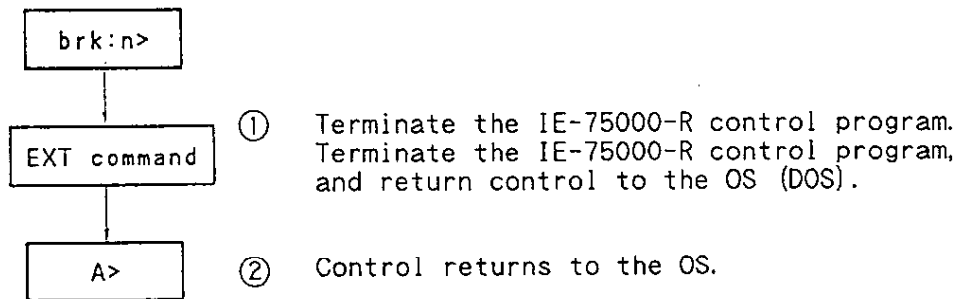 brk:n>
EXT command
① Terminate the IE-75000-R control program.
Terminate the IE-75000-R control program,
and return control to the OS (DOS).
A>
② Control returns to the OS.